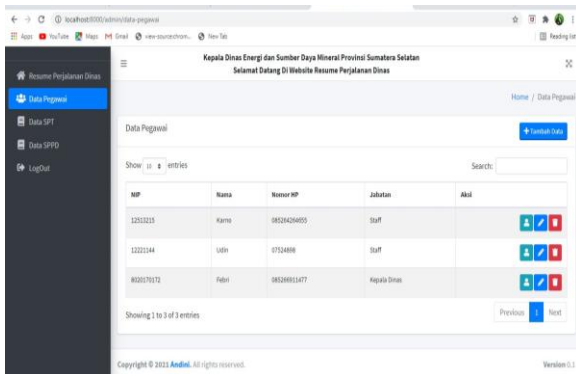 localhost:8000/admin/data-pegawai
Apps YouTube Maps Gmail view-source:chrom... New Tab Reading list
Kepala Dinas Energi dan Sumber Daya Mineral Provinsi Sumatera Selatan
Selamat Datang Di Website Resume Perjalanan Dinas
Resume Perjalanan Dinas
Data Pegawai
Data SPT
Data SPPD
LogOut
Home / Data Pegawai
Data Pegawai
Tambah Data
Show 10 entries
Search:
NIP Nama Nomor HP Jabatan Aksi
12513215 Karno Staff
12221144 Udin Staff
8020170172 Febri Kepala Dinas
Showing 1 to 3 of 3 entries
Previous 1 Next
Copyright © 2021 Andini. All rights reserved.
Version 0.1